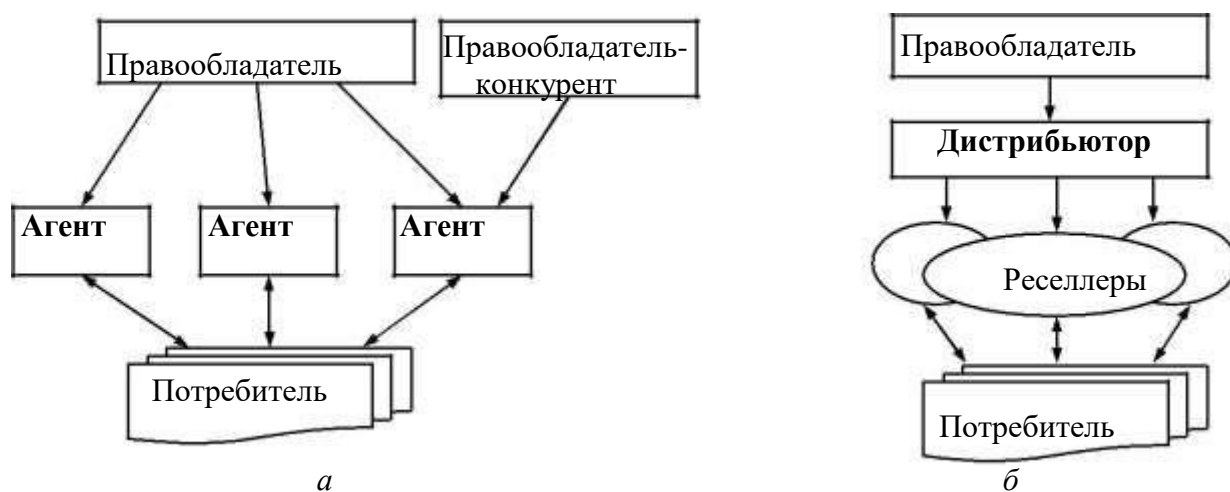 Правообладатель
Правообладатель-
конкурент
Агент
Агент
Агент
Потребитель
а
Правообладатель
Дистрибьютор
Реселлеры
Потребитель
б